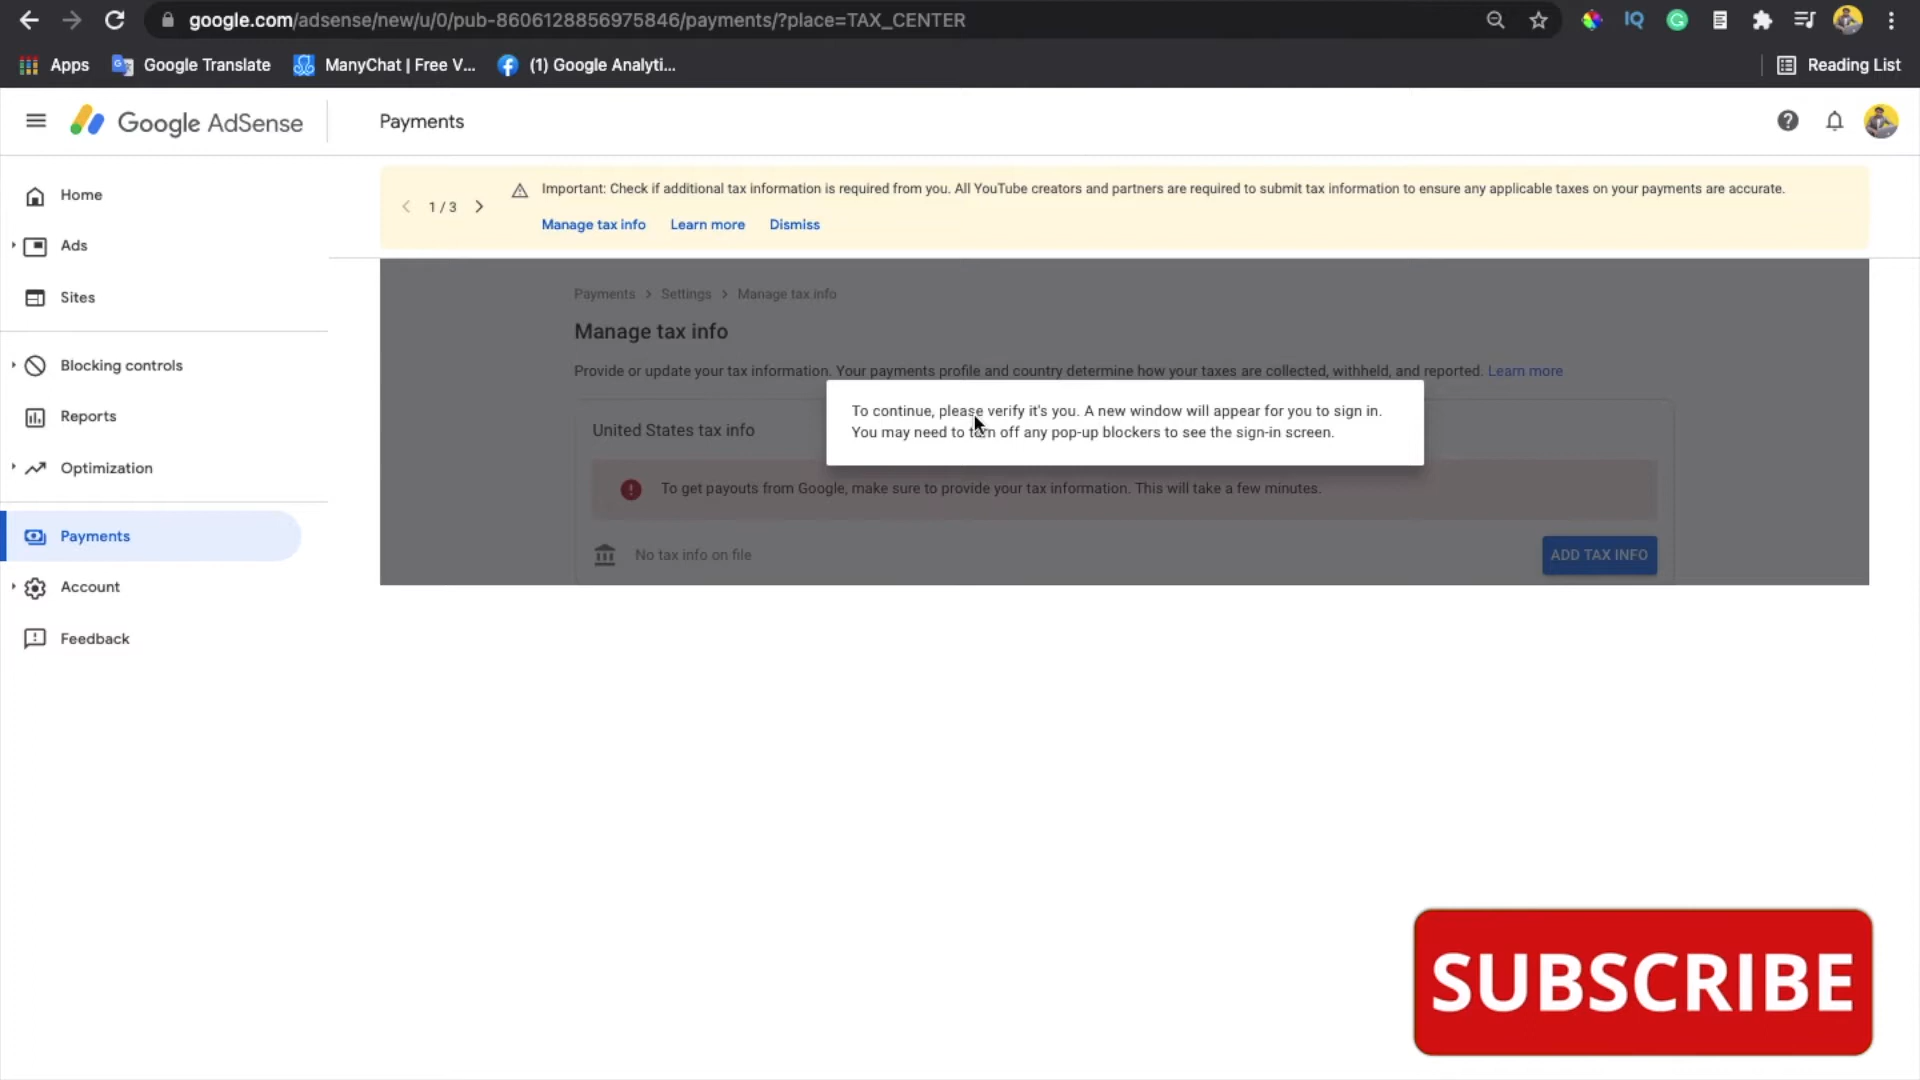 google.com/adsense/new/u/0/pub-8606128856975846/payments/?place=TAX_CENTER
IQ
Apps
Google Translate
ManyChat | Free V...
(1) Google Analyti...
Reading List
Google AdSense
Payments
Home
Ads
Sites
Blocking controls
Reports
Optimization
Payments
Account
Feedback
1 / 3
Important: Check if additional tax information is required from you. All YouTube creators and partners are required to submit tax information to ensure any applicable taxes on your payments are accurate.
Manage tax info Learn more Dismiss
Payments > Settings > Manage tax info
Manage tax info
Provide or update your tax information. Your payments profile and country determine how your taxes are collected, withheld, and reported. Learn more
To continue, please verify it's you. A new window will appear for you to sign in.
You may need to turn off any pop-up blockers to see the sign-in screen.
United States tax info
To get payouts from Google, make sure to provide your tax information. This will take a few minutes.
No tax info on file
ADD TAX INFO
SUBSCRIBE